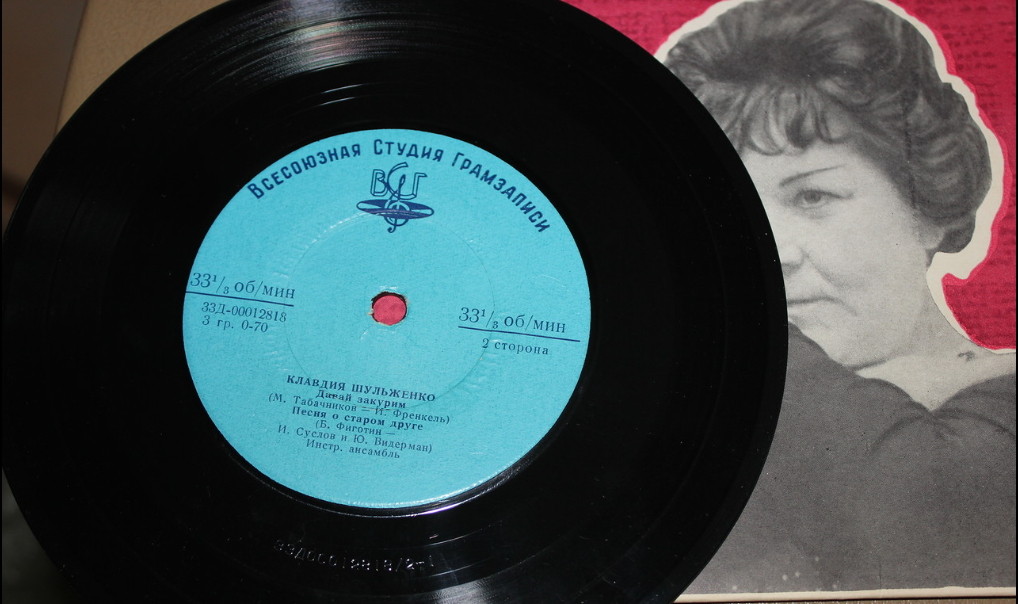 Всесоюзная Студия Грамзаписи
ВСГ
33¹/₃ об/мин
33Д-00012818
3 гр. 0-70
33¹/₃ об/мин
2 сторона
КЛАВДИЯ ШУЛЬЖЕНКО
Давай закурим
(М. Табачников — И. Френкель)
Песня о старом друге
(Б. Фиготин —
И. Суслов и Ю. Видерман)
Инстр. ансамбль